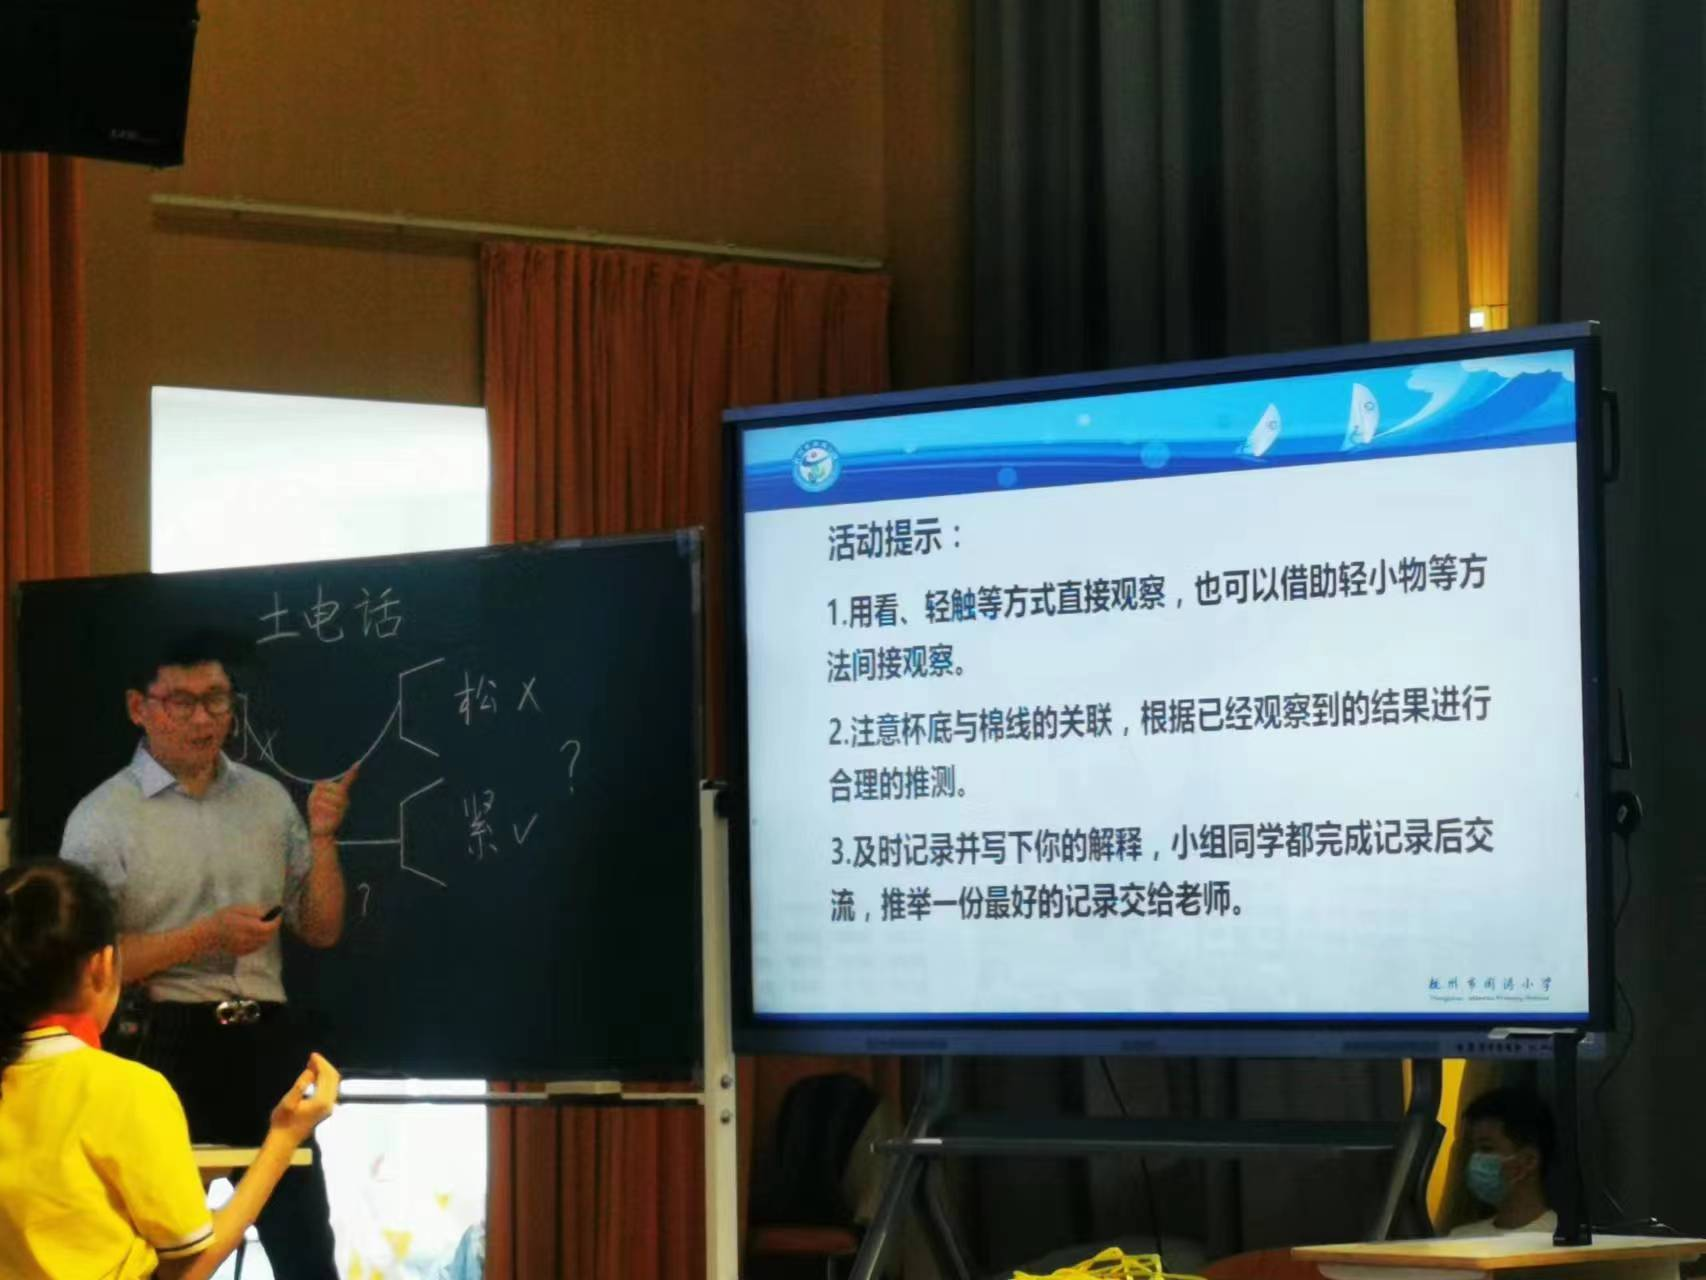 土电话
松 x
?
紧 √
?
活动提示：
1.用看、轻触等方式直接观察，也可以借助轻小物等方
法间接观察。
2.注意杯底与棉线的关联，根据已经观察到的结果进行
合理的推测。
3.及时记录并写下你的解释，小组同学都完成记录后交
流，推举一份最好的记录交给老师。